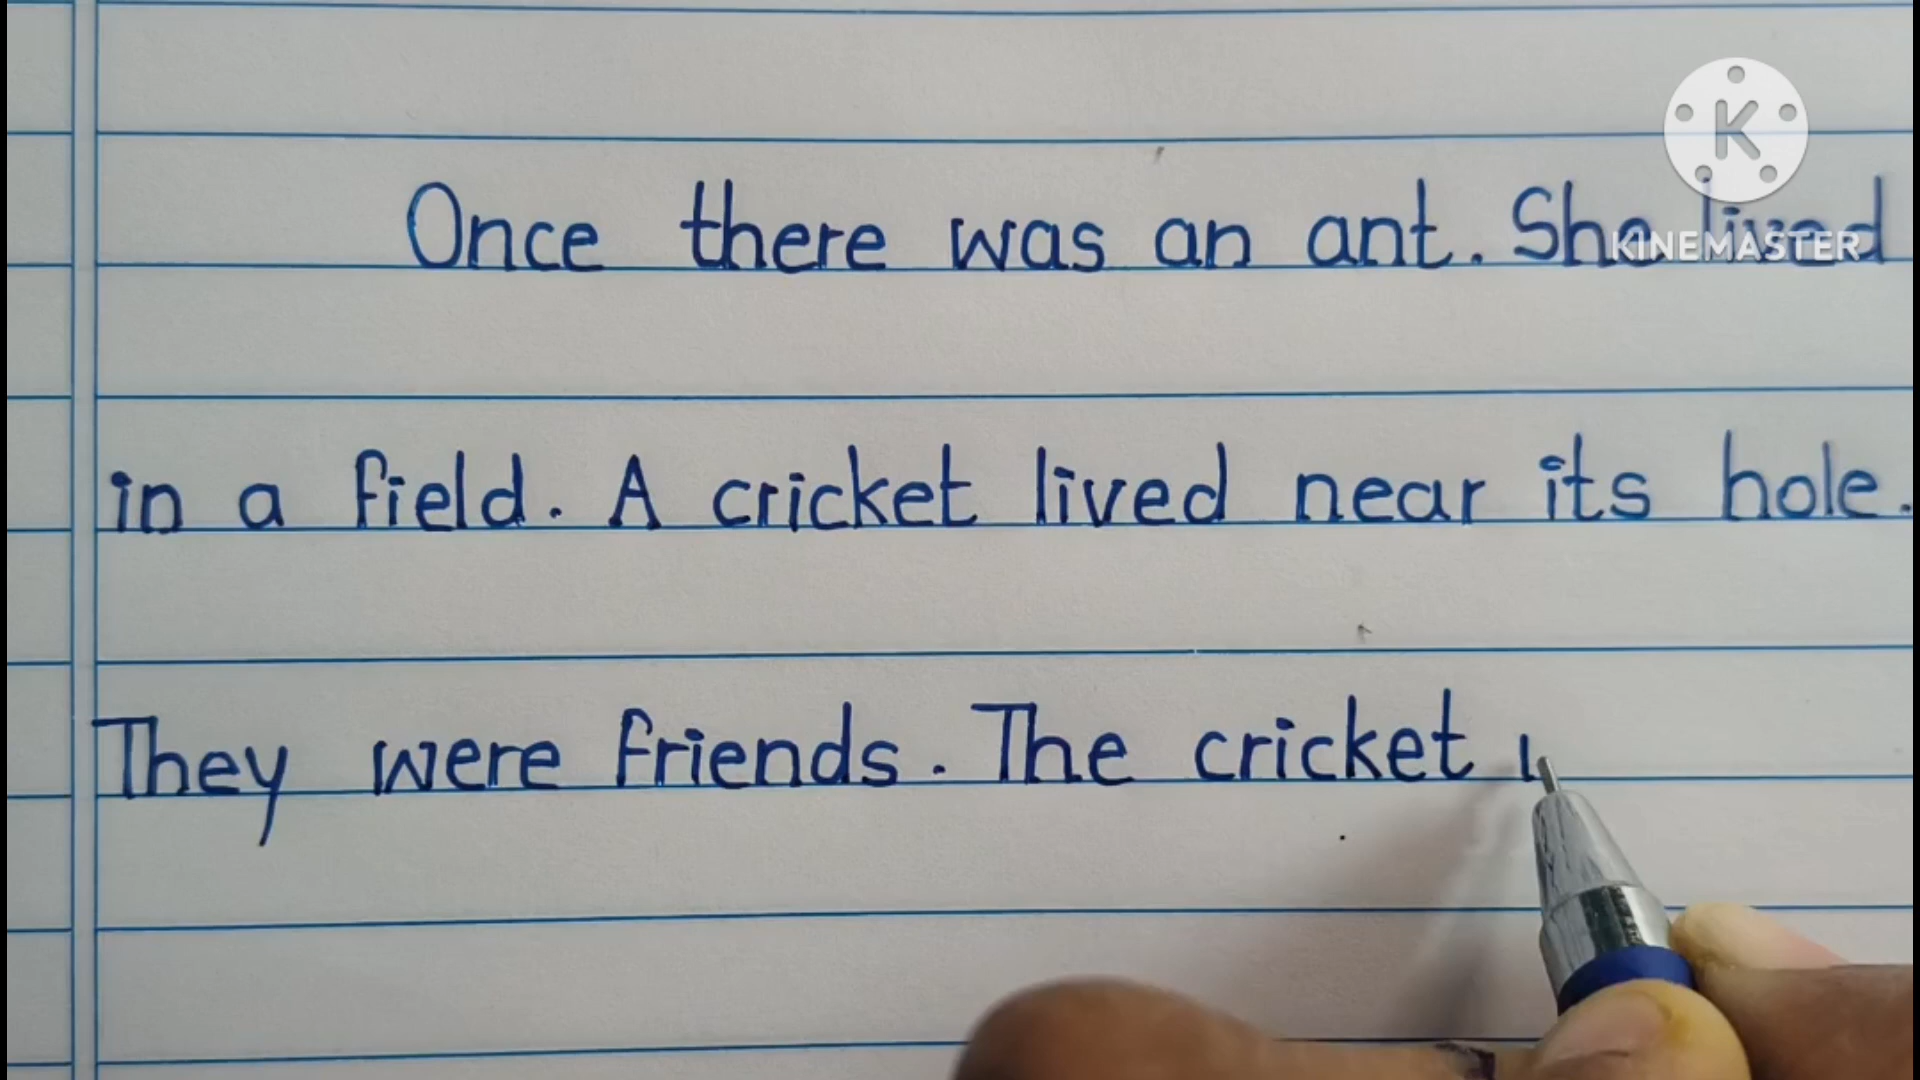 Once there was an ant. She lived
KINEMASTER
in a field. A cricket lived near its hole.
They were friends. The cricket